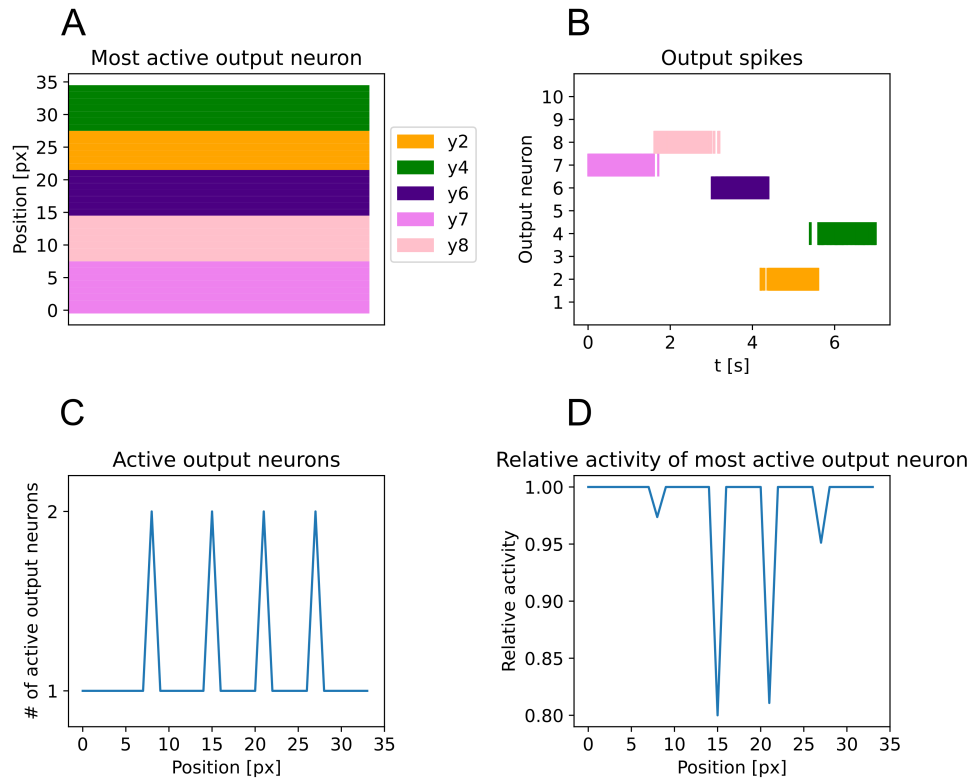 A
Most active output neuron
Position [px]
35
30
25
20
15
10
5
0
y2
y4
y6
y7
y8
B
Output spikes
Output neuron
10
9
8
7
6
5
4
3
2
1
0 2 4 6
t [s]
C
Active output neurons
# of active output neurons
2
1
0 5 10 15 20 25 30 35
Position [px]
D
Relative activity of most active output neuron
Relative activity
1.00
0.95
0.90
0.85
0.80
0 5 10 15 20 25 30 35
Position [px]